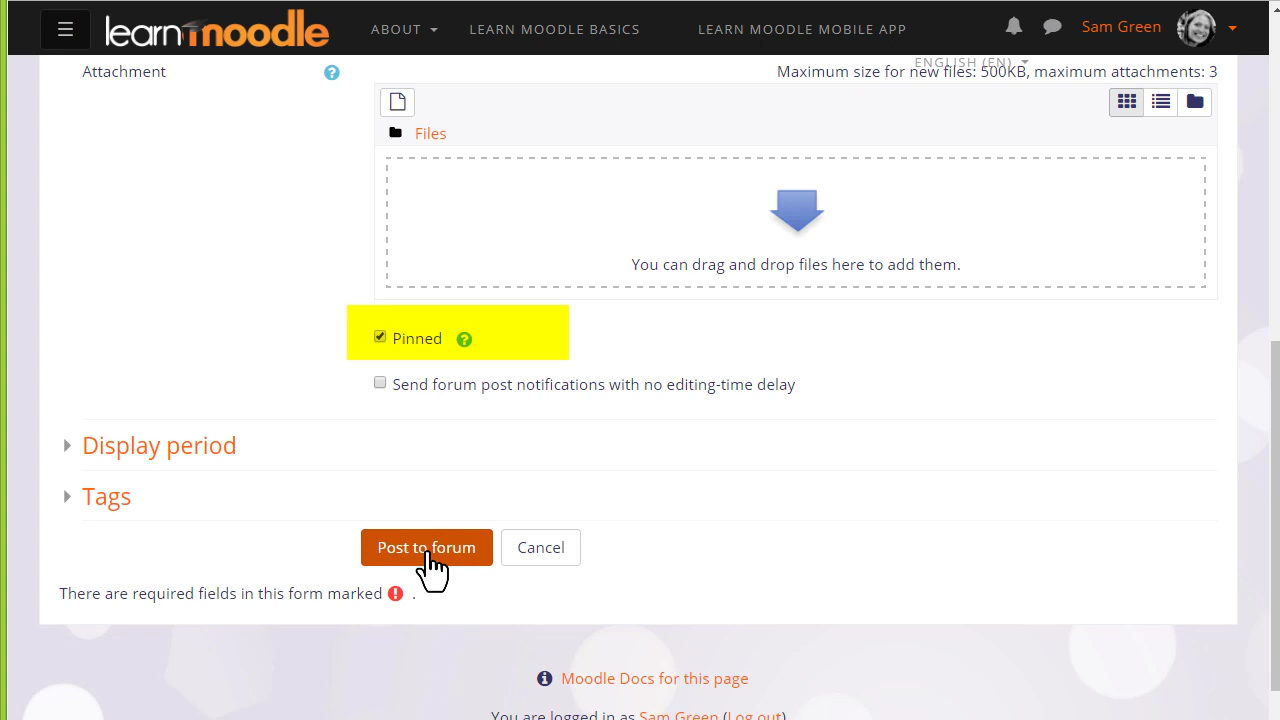 learn moodle ABOUT LEARN MOODLE BASICS LEARN MOODLE MOBILE APP Sam Green
ENGLISH (EN)
Attachment Maximum size for new files: 500KB, maximum attachments: 3
Files
You can drag and drop files here to add them.
Pinned
Send forum post notifications with no editing-time delay
Display period
Tags
Post to forum Cancel
There are required fields in this form marked .
Moodle Docs for this page
You are logged in as Sam Green (Log out)